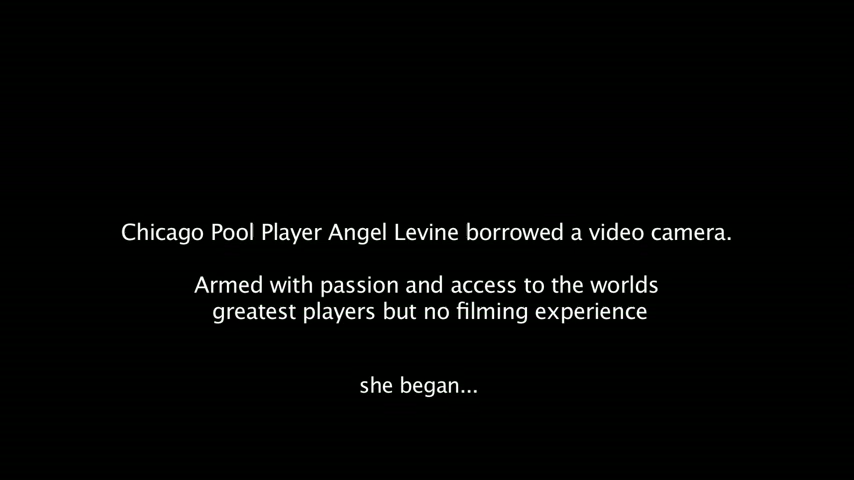 Chicago Pool Player Angel Levine borrowed a video camera.
Armed with passion and access to the worlds
greatest players but no filming experience
she began...